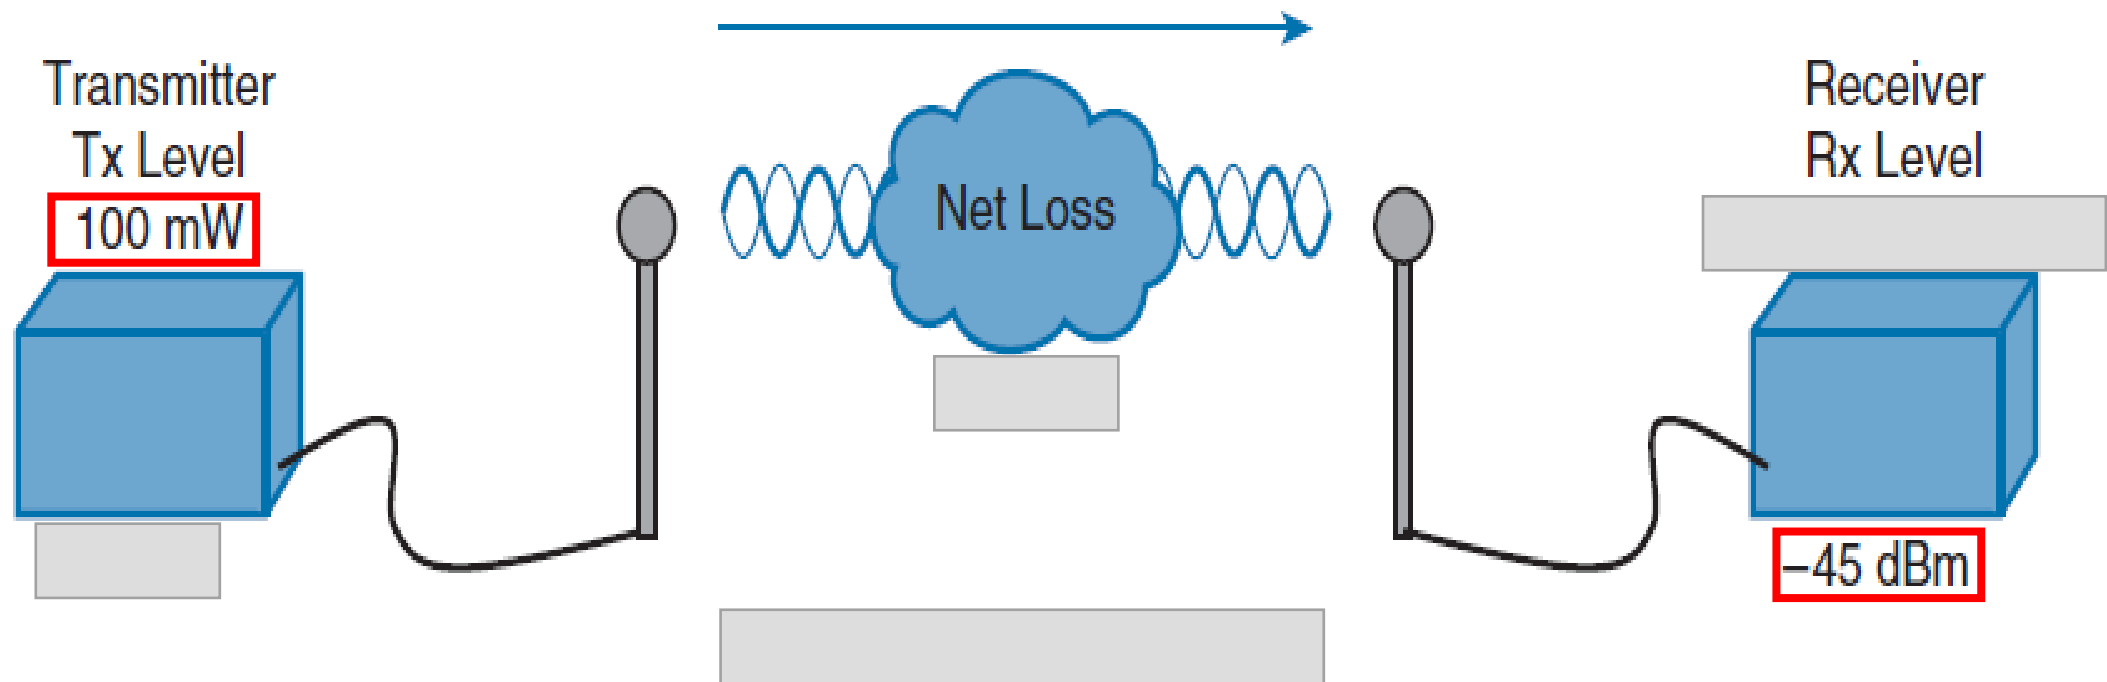 Transmitter
Tx Level
100 mW
Net Loss
Receiver
Rx Level
–45 dBm